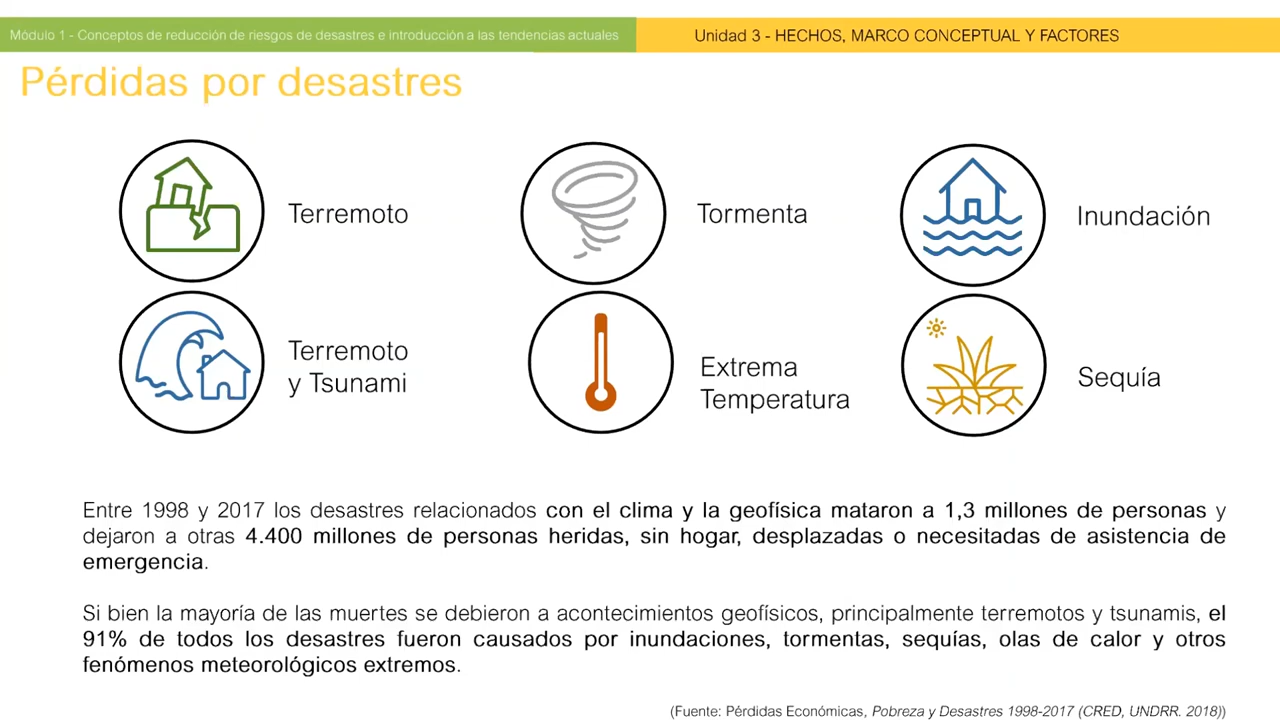 Módulo 1 - Conceptos de reducción de riesgos de desastres e introducción a las tendencias actuales
Unidad 3 - HECHOS, MARCO CONCEPTUAL Y FACTORES
Pérdidas por desastres
Terremoto
Tormenta
Inundación
Terremoto
y Tsunami
Extrema
Temperatura
Sequía
Entre 1998 y 2017 los desastres relacionados con el clima y la geofísica mataron a 1,3 millones de personas y
dejaron a otras 4.400 millones de personas heridas, sin hogar, desplazadas o necesitadas de asistencia de
emergencia.
Si bien la mayoría de las muertes se debieron a acontecimientos geofísicos, principalmente terremotos y tsunamis, el
91% de todos los desastres fueron causados por inundaciones, tormentas, sequías, olas de calor y otros
fenómenos meteorológicos extremos.
(Fuente: Pérdidas Económicas, Pobreza y Desastres 1998-2017 (CRED, UNDRR. 2018))